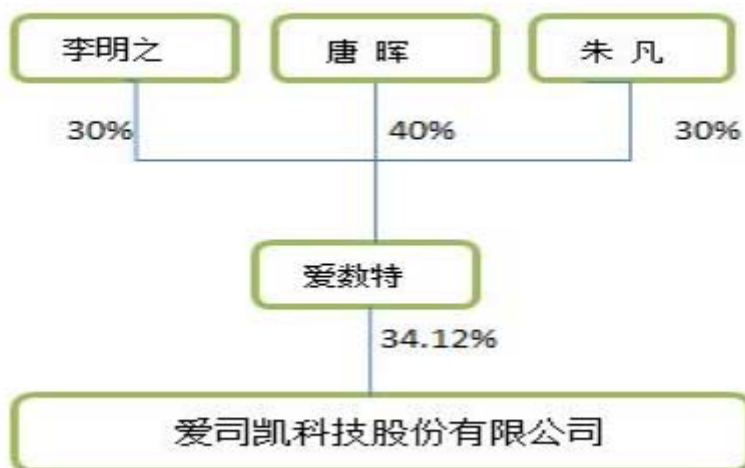 李明之 唐 晖 朱 凡
30% 40% 30%
爱数特
34.12%
爱司凯科技股份有限公司